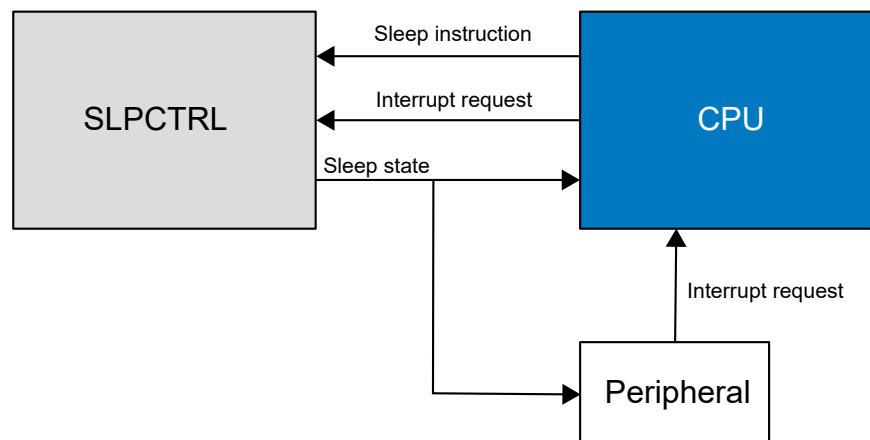 Sleep instruction
SLPCTRL
Interrupt request
CPU
Sleep state
Interrupt request
Peripheral